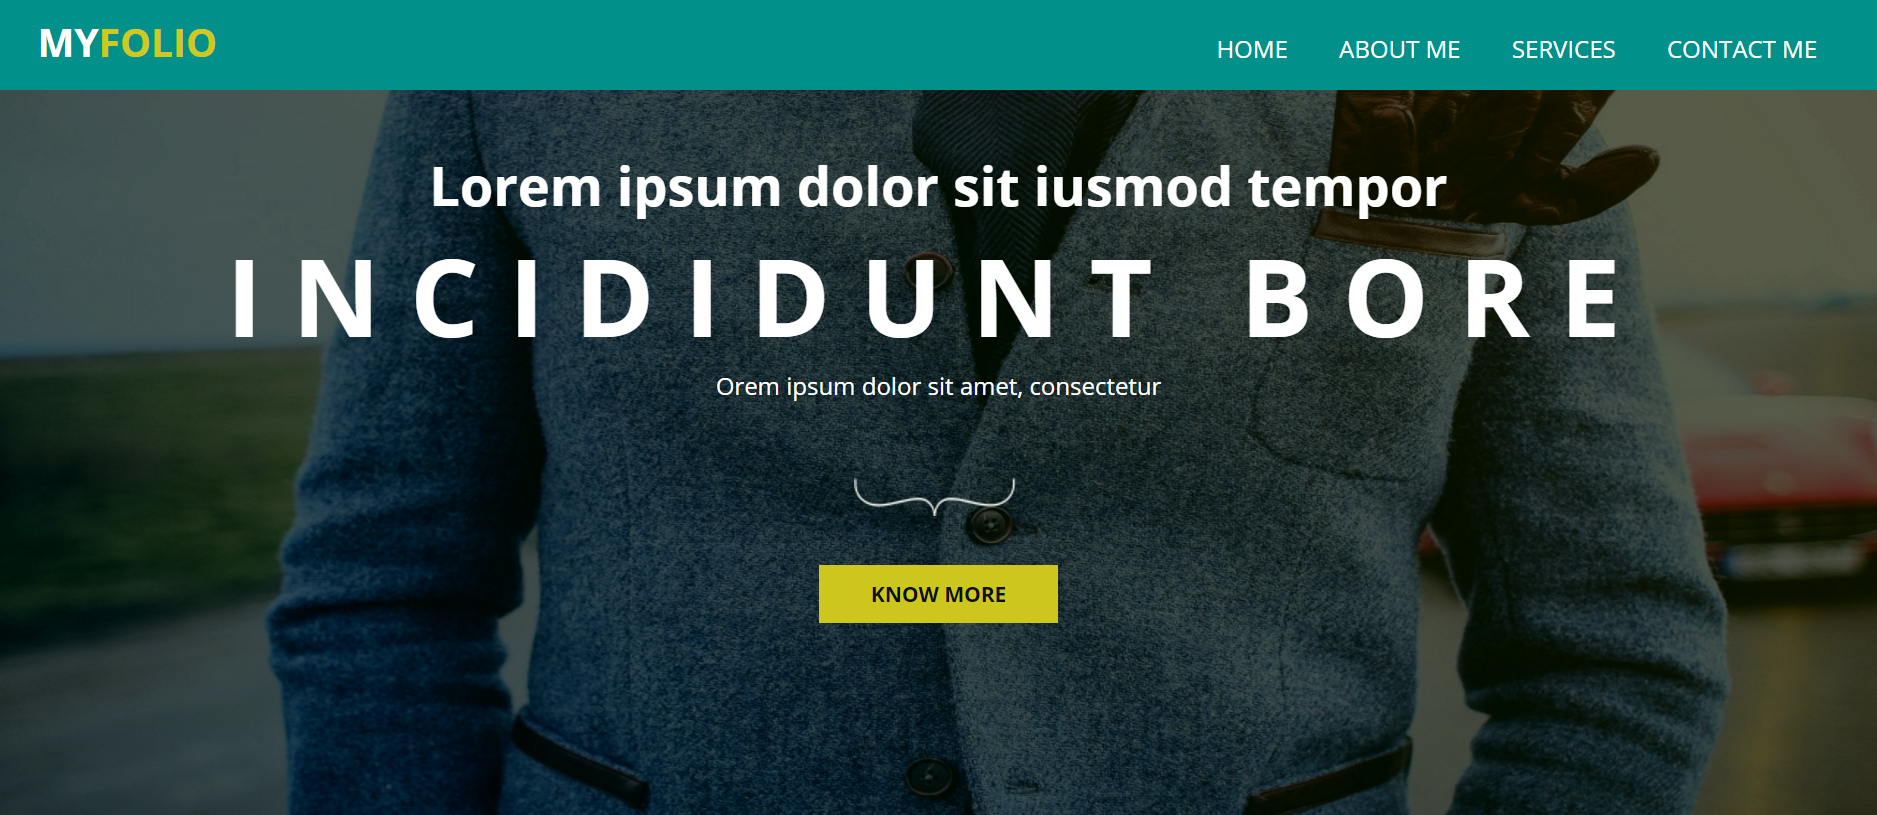 MYFOLIO
HOME ABOUT ME SERVICES CONTACT ME
Lorem ipsum dolor sit iusmod tempor
INCIDIDUNT BORE
Orem ipsum dolor sit amet, consectetur
KNOW MORE